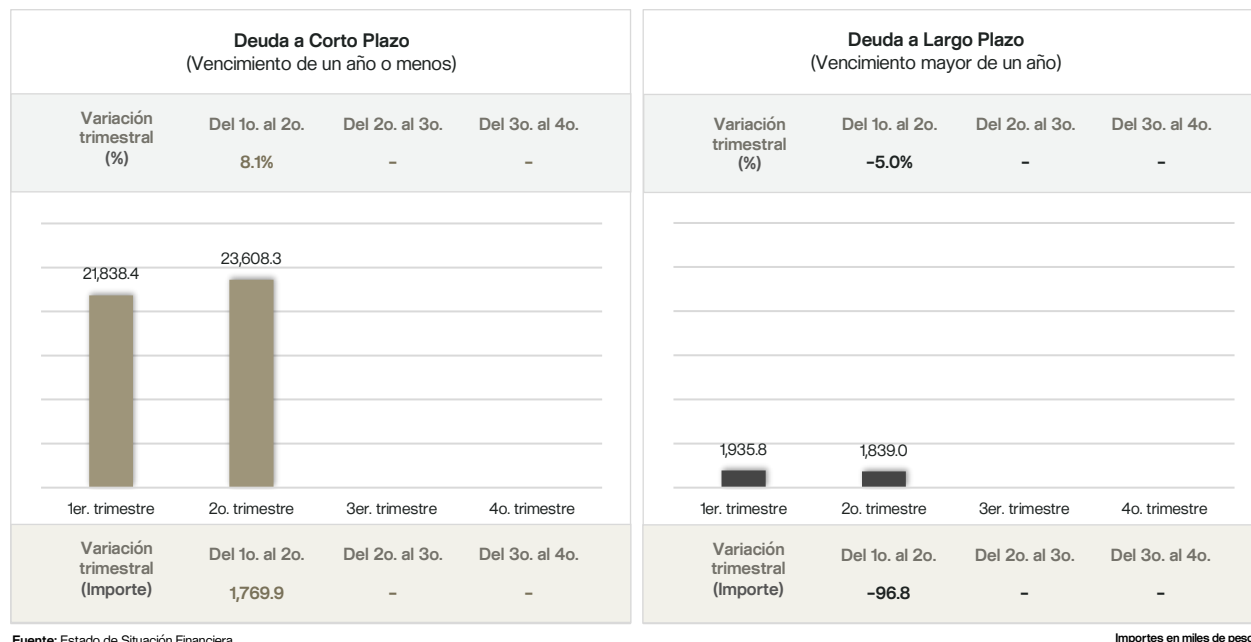 Deuda a Corto Plazo
(Vencimiento de un año o menos)
Variación
trimestral
(%)
Del 1o. al 2o.
Del 2o. al 3o.
Del 3o. al 4o.
8.1%
–
–
21,838.4
23,608.3
1er. trimestre
2o. trimestre
3er. trimestre
4o. trimestre
Variación
trimestral
(Importe)
Del 1o. al 2o.
Del 2o. al 3o.
Del 3o. al 4o.
1,769.9
–
–
Deuda a Largo Plazo
(Vencimiento mayor de un año)
Variación
trimestral
(%)
Del 1o. al 2o.
Del 2o. al 3o.
Del 3o. al 4o.
-5.0%
–
–
1,935.8
1,839.0
1er. trimestre
2o. trimestre
3er. trimestre
4o. trimestre
Variación
trimestral
(Importe)
Del 1o. al 2o.
Del 2o. al 3o.
Del 3o. al 4o.
-96.8
–
–
Fuente: Estado de Situación Financiera
Importes en miles de